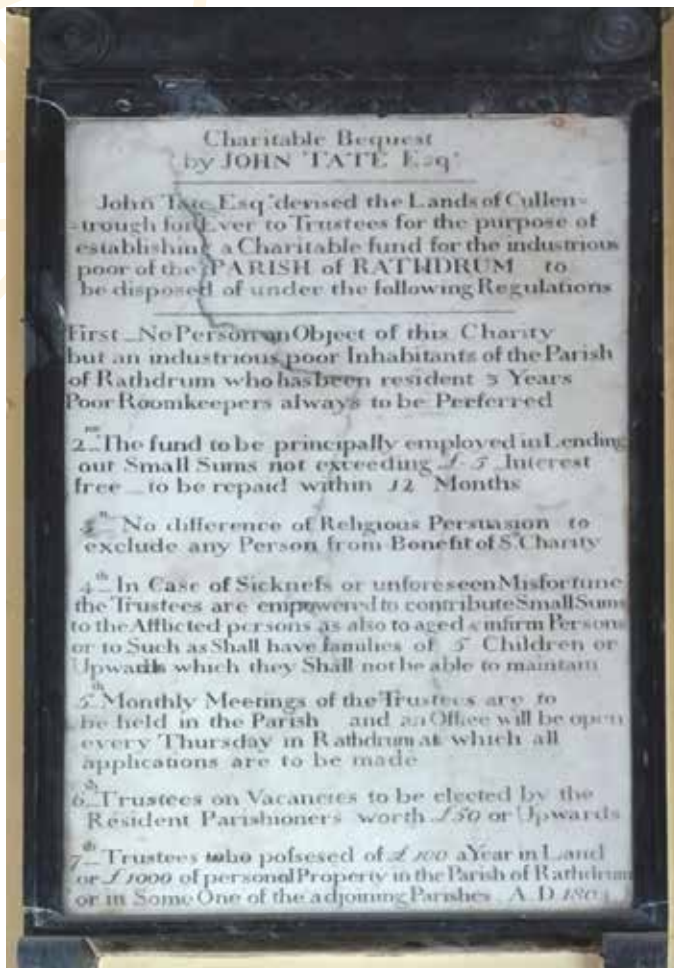 Charitable Bequest
by JOHN TATE Esqr
John Tate Esqr devised the Lands of Cullen-
-trough for Ever to Trustees for the purpose of
establishing a Charitable fund for the industrious
poor of the PARISH of RATHDRUM to
be disposed of under the following Regulations
First - No Person an Object of this Charity
but an industrious poor Inhabitants of the Parish
of Rathdrum who has been resident 3 Years
Poor Roomkeepers always to be Preferred
2nd - The fund to be principally employed in Lending
out Small Sums not exceeding £-5 - Interest
free - to be repaid within 12 Months
No difference of Religious Persuasion to
exclude any Person from Benefit of Sd Charity
4th - In Case of Sickness or unforeseen Misfortune
the Trustees are empowered to contribute Small Sums
to the Afflicted persons as also to aged & infirm Persons
or to Such as Shall have families of 5 Children or
Upwards which they Shall not be able to maintain
5th Monthly Meetings of the Trustees are to
be held in the Parish and an Office will be open
every Thursday in Rathdrum at which all
applications are to be made
6th - Trustees on Vacancies to be elected by the
Resident Parishioners worth £50 or Upwards
7th - Trustees who possesed of £100 a Year in Land
or £1000 of personal Property in the Parish of Rathdrum
or in Some One of the adjoining Parishes A.D